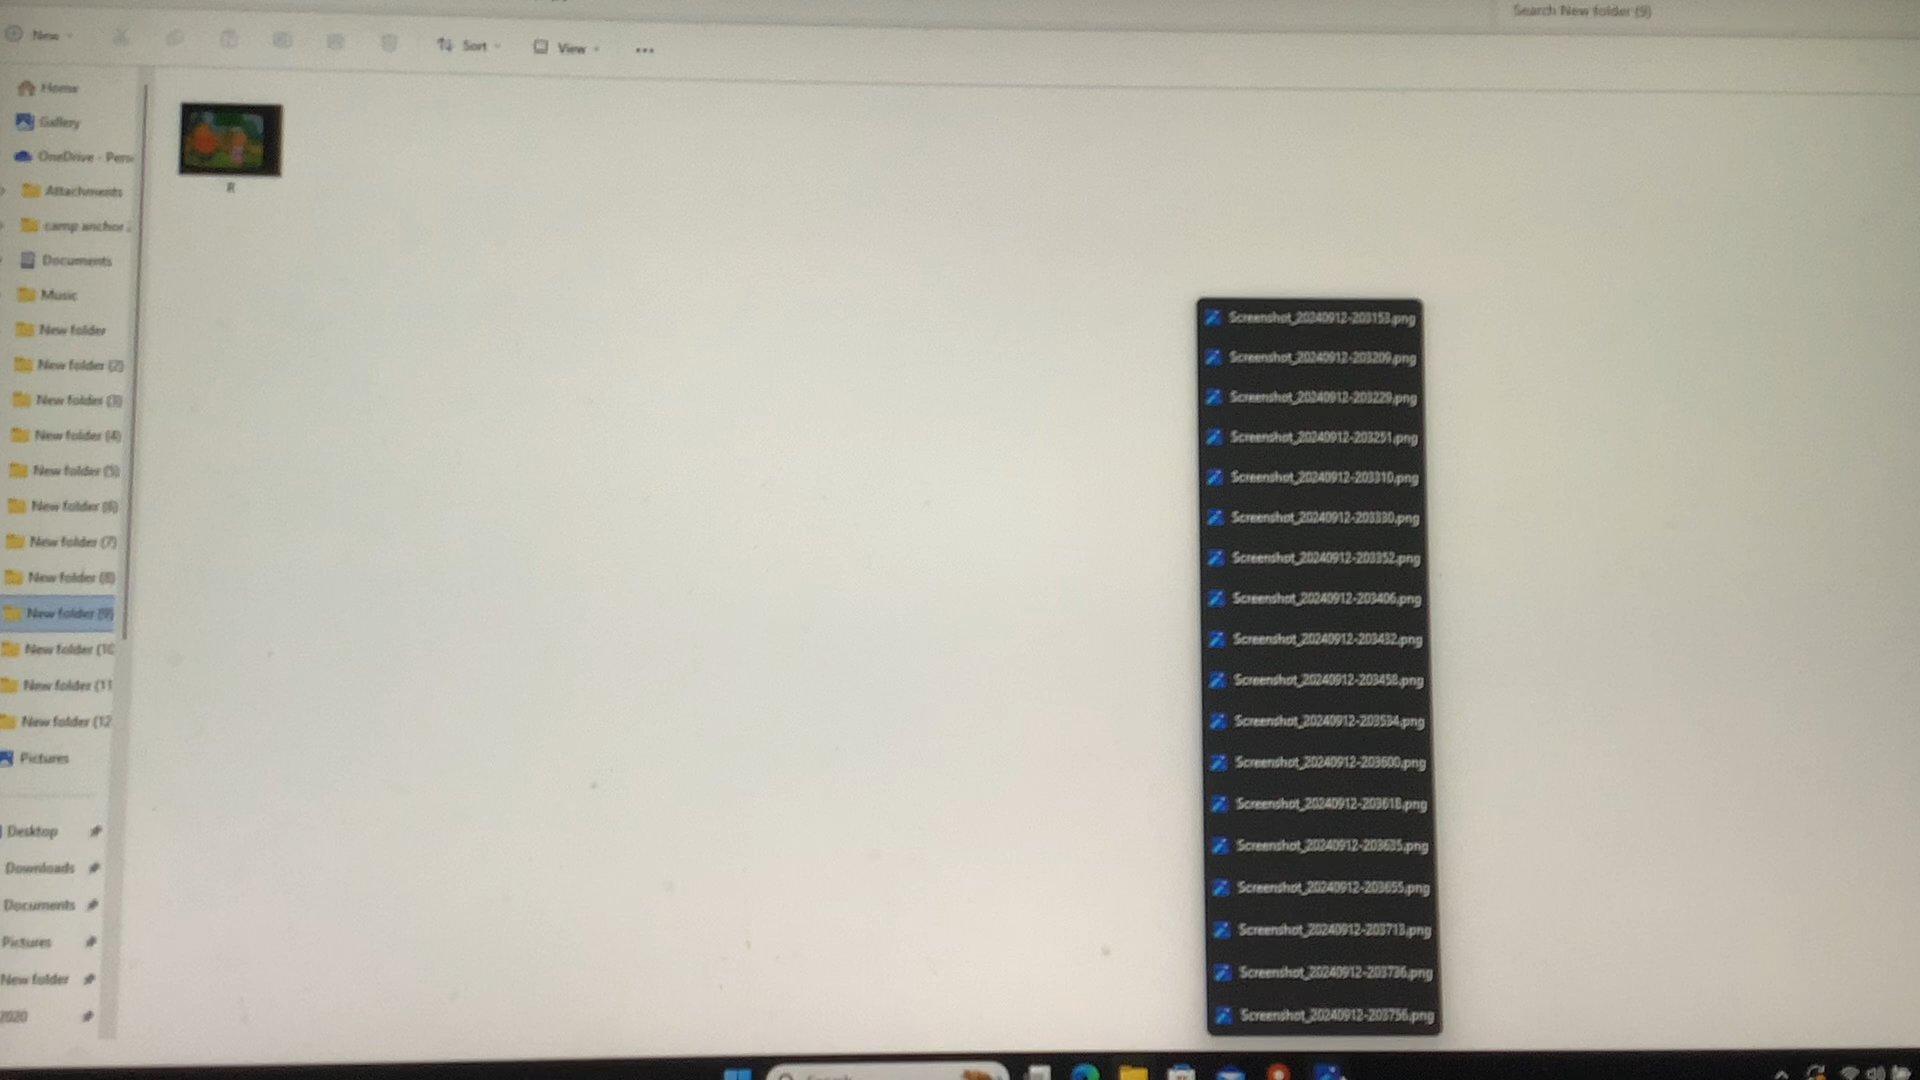 Search New folder (9)
New
Sort
View
Home
Gallery
OneDrive - Pers
Attachments
camp anchor
Documents
Music
New folder
New folder (2)
New folder (3)
New folder (4)
New folder (5)
New folder (6)
New folder (7)
New folder (8)
New folder (9)
New folder (10
New folder (11
New folder (12
Pictures
Desktop
Downloads
Documents
Pictures
New folder
2020
R
Screenshot_20240912-203153.png
Screenshot_20240912-203209.png
Screenshot_20240912-203229.png
Screenshot_20240912-203251.png
Screenshot_20240912-203310.png
Screenshot_20240912-203330.png
Screenshot_20240912-203352.png
Screenshot_20240912-203406.png
Screenshot_20240912-203432.png
Screenshot_20240912-203458.png
Screenshot_20240912-203534.png
Screenshot_20240912-203600.png
Screenshot_20240912-203618.png
Screenshot_20240912-203635.png
Screenshot_20240912-203655.png
Screenshot_20240912-203713.png
Screenshot_20240912-203736.png
Screenshot_20240912-203756.png
Search